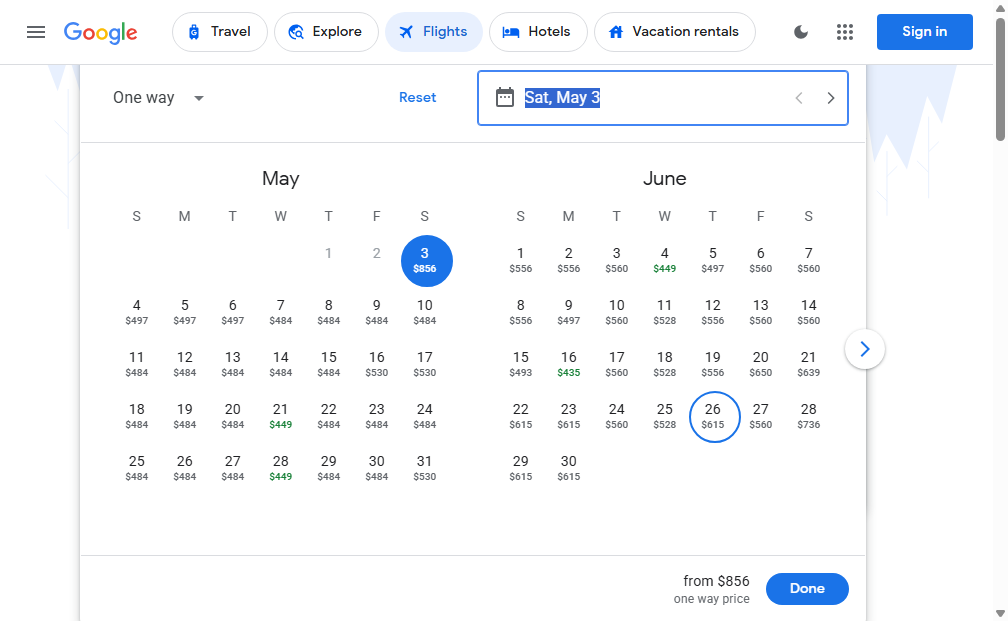 Google Travel Explore Flights Hotels Vacation rentals Sign in
One way Reset Sat, May 3
May
S M T W T F S
1 2 3
$856
4 5 6 7 8 9 10
$497 $497 $497 $484 $484 $484 $484
11 12 13 14 15 16 17
$484 $484 $484 $484 $484 $530 $530
18 19 20 21 22 23 24
$484 $484 $484 $449 $484 $484 $484
25 26 27 28 29 30 31
$484 $484 $484 $449 $484 $484 $530
June
S M T W T F S
1 2 3 4 5 6 7
$556 $556 $560 $449 $497 $560 $560
8 9 10 11 12 13 14
$556 $497 $560 $528 $556 $560 $560
15 16 17 18 19 20 21
$493 $435 $560 $528 $556 $650 $639
22 23 24 25 26 27 28
$615 $615 $560 $528 $615 $560 $736
29 30
$615 $615
from $856
one way price
Done